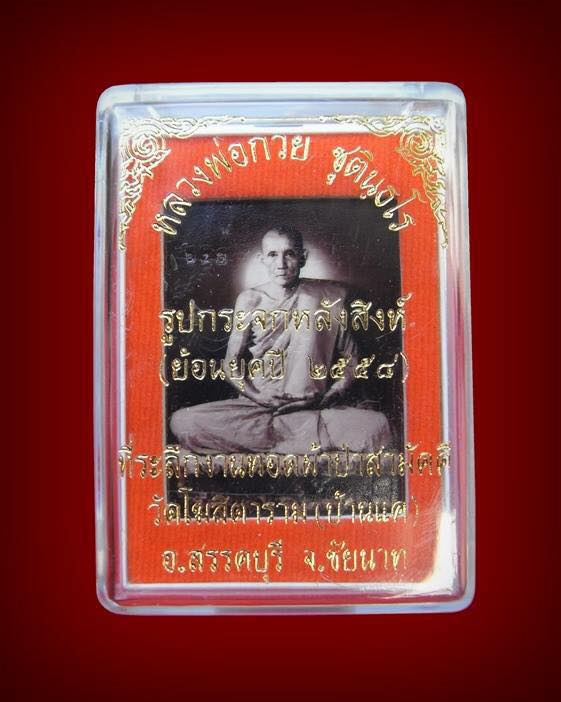 หลวงพ่อกวย ชุตินฺธโร
รูปกระจกหลังสิงห์
(ย้อนยุคปี ๒๕๕๔)
ที่ระลึกงานทอดผ้าป่าสามัคคี
วัดโฆสิตาราม (บ้านแค)
อ.สรรคบุรี จ.ชัยนาท